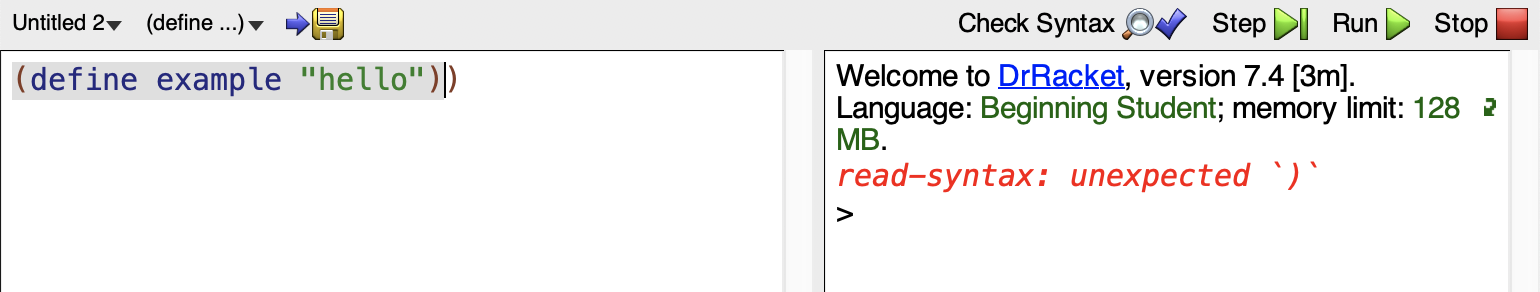 Untitled 2 (define ...) Check Syntax Step Run Stop
(define example "hello"))
Welcome to DrRacket, version 7.4 [3m].
Language: Beginning Student; memory limit: 128
MB.
read-syntax: unexpected `)`
>